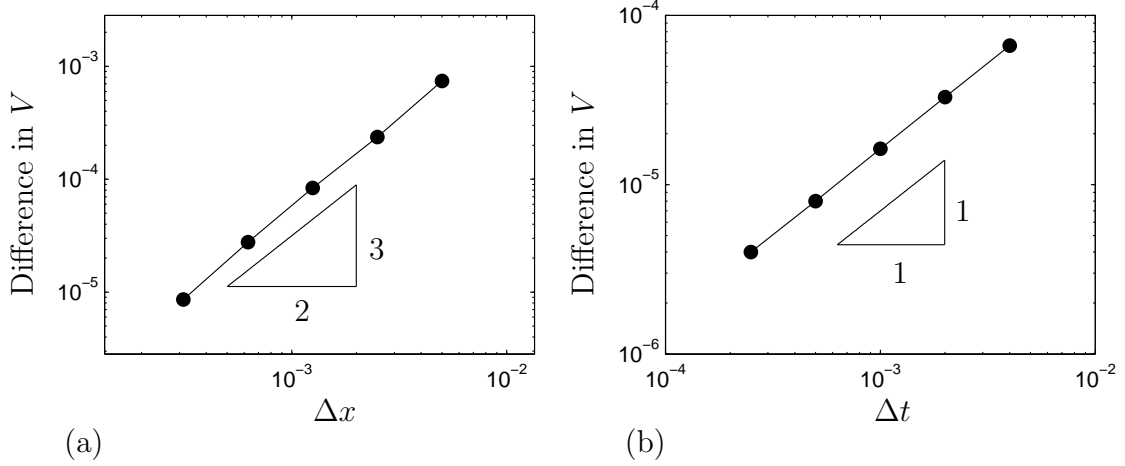 10⁻³
10⁻⁴
10⁻⁵
Difference in V
3
2
10⁻³
10⁻²
Δx
(a)
10⁻⁴
10⁻⁵
10⁻⁶
Difference in V
1
1
10⁻⁴
10⁻³
10⁻²
Δt
(b)